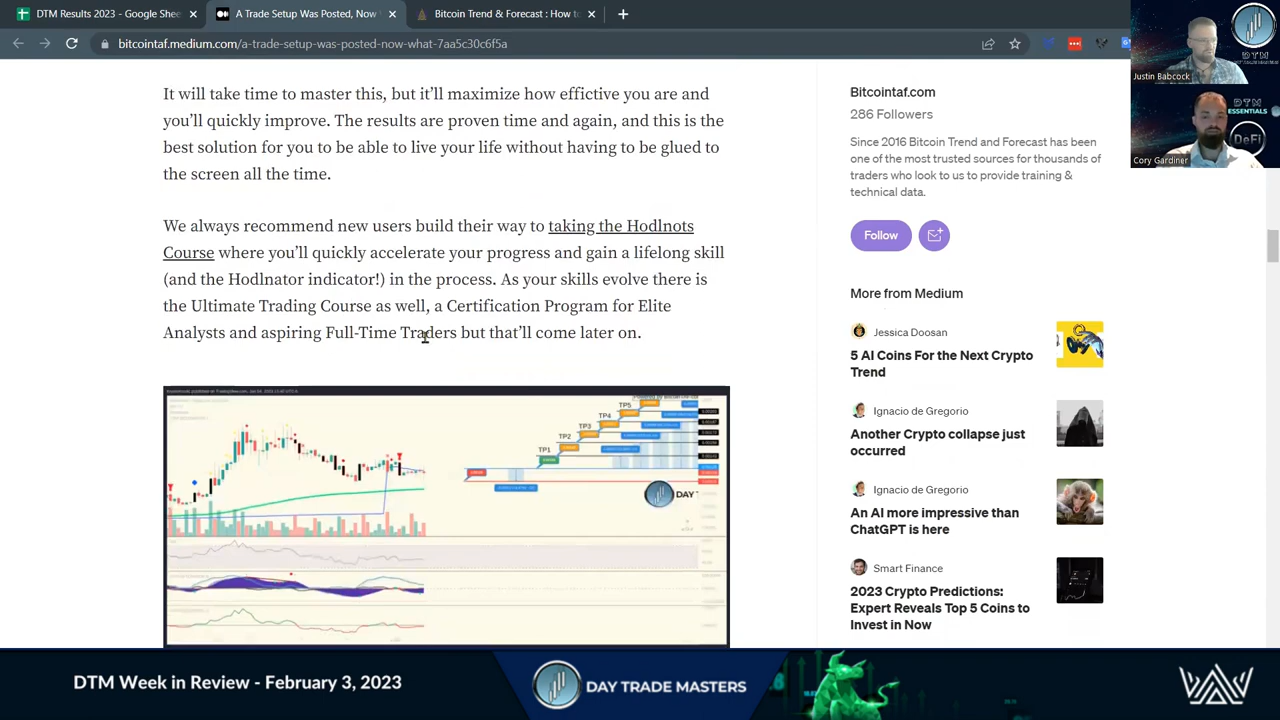 DTM Results 2023 - Google Shee
A Trade Setup Was Posted, Now
Bitcoin Trend & Forecast : How to
bitcointaf.medium.com/a-trade-setup-was-posted-now-what-7aa5c30c6f5a
Justin Babcock
Cory Gardiner
DTM
ESSENTIALS
DeFi
It will take time to master this, but it'll maximize how effictive you are and
you'll quickly improve. The results are proven time and again, and this is the
best solution for you to be able to live your life without having to be glued to
the screen all the time.
We always recommend new users build their way to taking the Hodlnots
Course where you'll quickly accelerate your progress and gain a lifelong skill
(and the Hodlnator indicator!) in the process. As your skills evolve there is
the Ultimate Trading Course as well, a Certification Program for Elite
Analysts and aspiring Full-Time Traders but that'll come later on.
TP1
TP2
TP3
TP4
TP5
DAY
Bitcointaf.com
286 Followers
Since 2016 Bitcoin Trend and Forecast has been
one of the most trusted sources for thousands of
traders who look to us to provide training &
technical data.
Follow
More from Medium
Jessica Doosan
5 AI Coins For the Next Crypto
Trend
Ignacio de Gregorio
Another Crypto collapse just
occurred
Ignacio de Gregorio
An AI more impressive than
ChatGPT is here
Smart Finance
2023 Crypto Predictions:
Expert Reveals Top 5 Coins to
Invest in Now
DTM Week in Review - February 3, 2023
DAY TRADE MASTERS